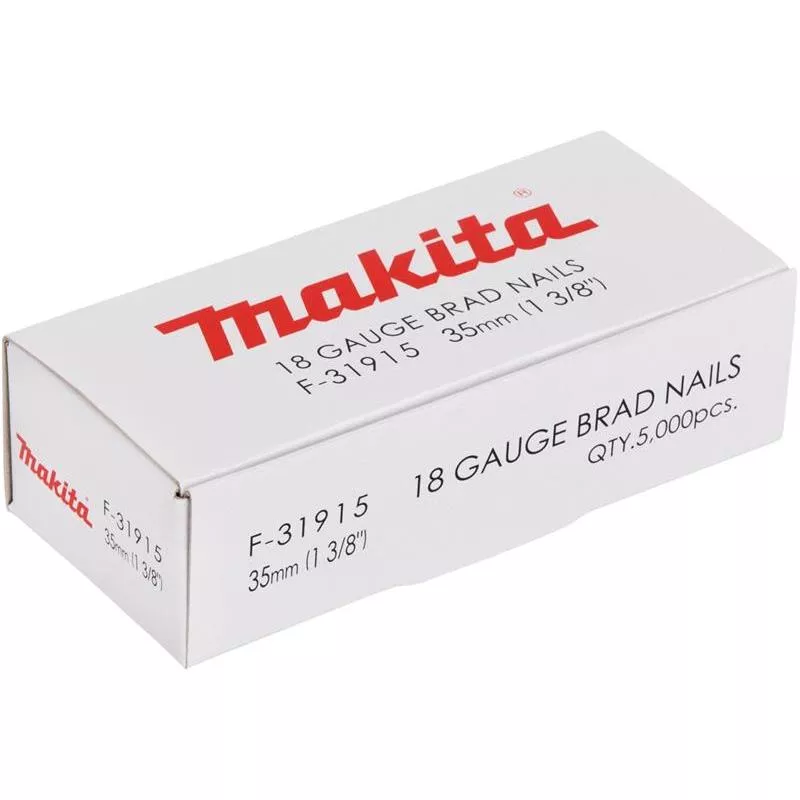 makita®
18 GAUGE BRAD NAILS
F-31915 35mm (1 3/8")
makita
F-31915
35mm (1 3/8")
F-31915
35mm (1 3/8")
18 GAUGE BRAD NAILS
QTY.5,000pcs.